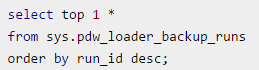 select top 1 *
from sys.pdw_loader_backup_runs
order by run_id desc;